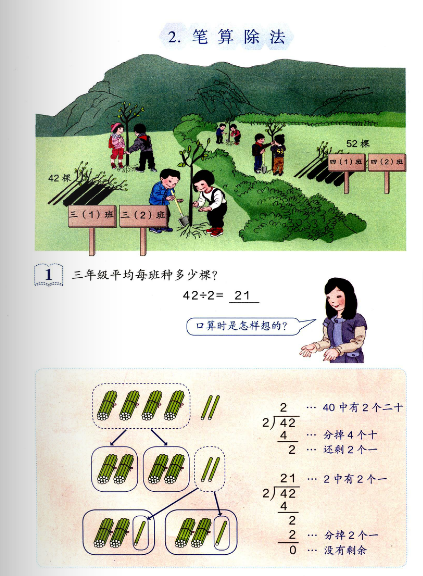 2. 笔算除法
52棵
四(1)班 四(2)班
42棵
三(1)班 三(2)班
1 三年级平均每班种多少棵？
42÷2= 21
口算时是怎样想的？
2 … 40中有2个二十
2)42
4 … 分掉4个十
2 … 还剩2个一
21 … 2中有2个一
2)42
4
2
2 … 分掉2个一
0 … 没有剩余